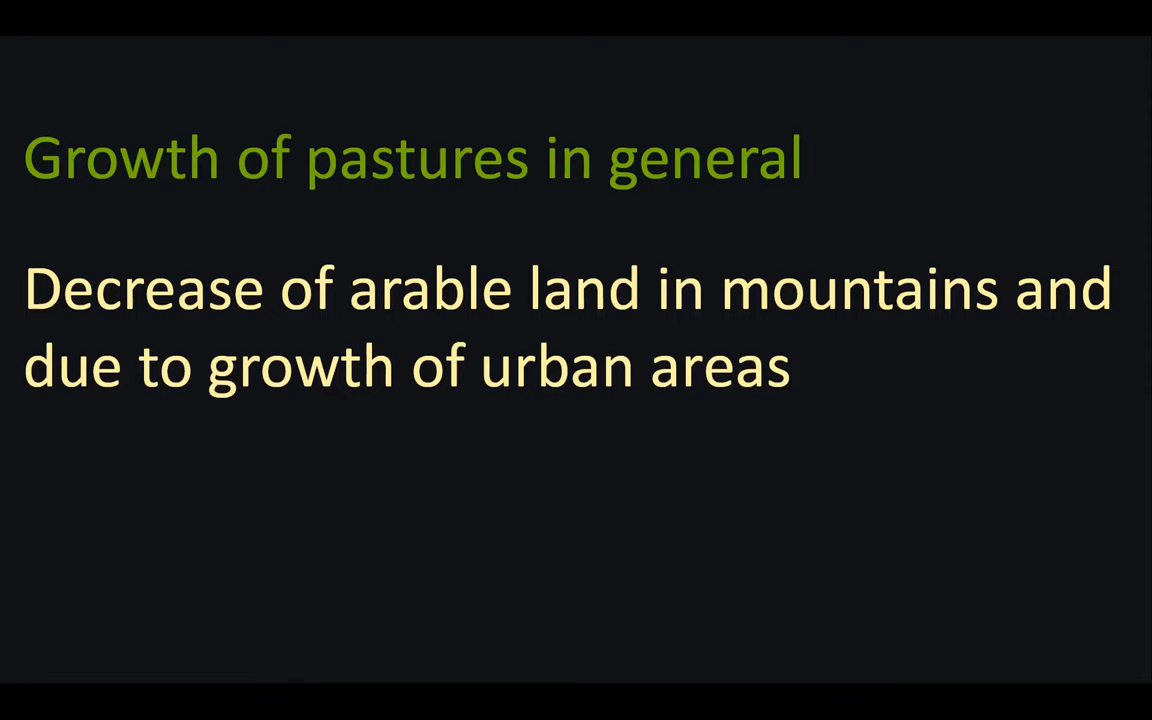 Growth of pastures in general
Decrease of arable land in mountains and
due to growth of urban areas